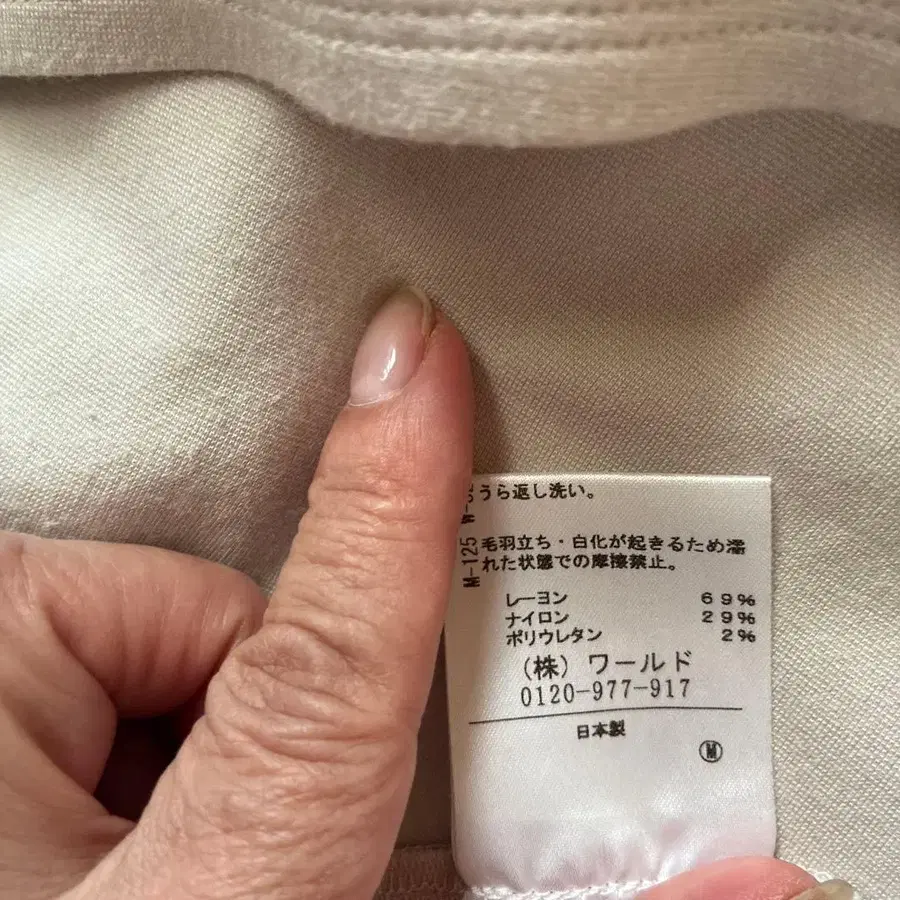 うら返し洗い。
毛羽立ち・白化が起きるため濡
れた状態での摩擦禁止。
M-125
レーヨン 69%
ナイロン 29%
ポリウレタン 2%
(株) ワールド
0120-977-917
日本製
Ⓜ